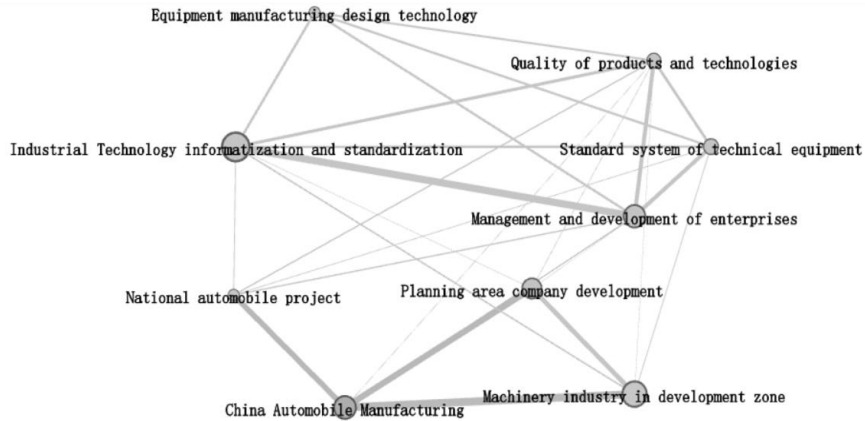 Equipment manufacturing design technology
Quality of products and technologies
Industrial Technology informatization and standardization
Standard system of technical equipment
Management and development of enterprises
National automobile project
Planning area company development
Machinery industry in development zone
China Automobile Manufacturing